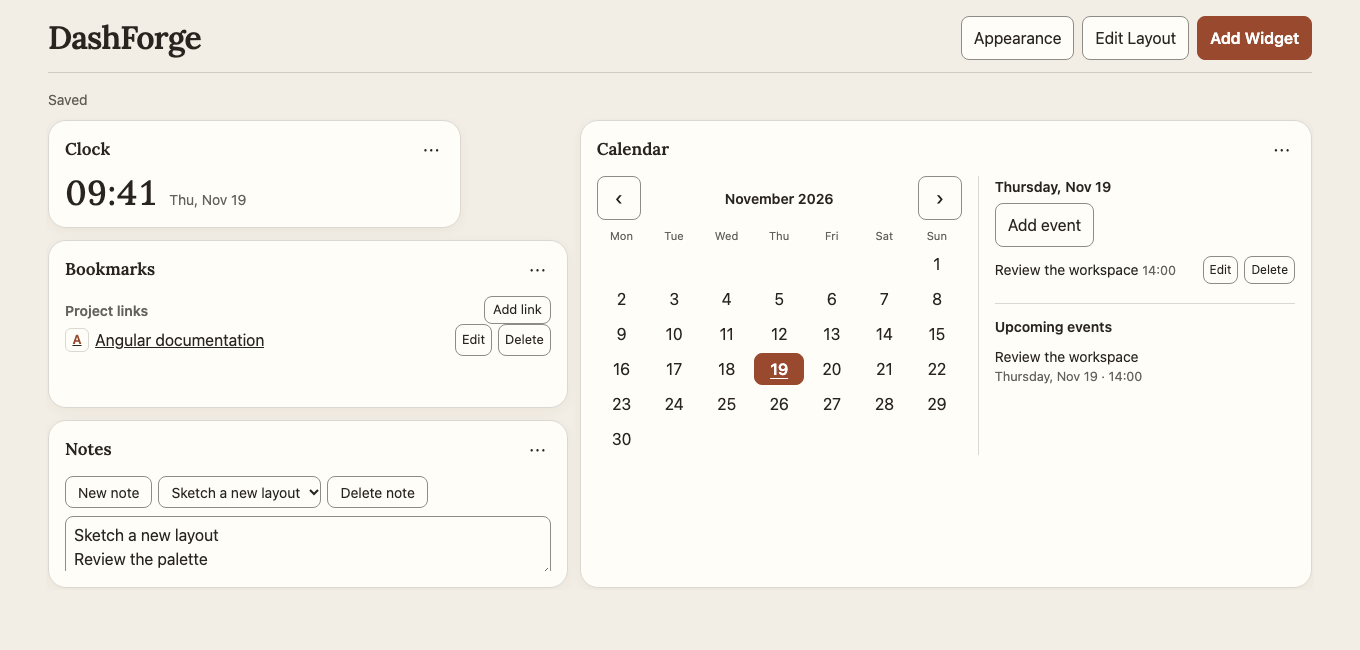 DashForge
Appearance Edit Layout Add Widget
Saved
Clock ...
09:41 Thu, Nov 19
Bookmarks ...
Project links Add link
A Angular documentation Edit Delete
Notes ...
New note Sketch a new layout Delete note
Sketch a new layout
Review the palette
Calendar ...
‹ November 2026 ›
Mon Tue Wed Thu Fri Sat Sun
1
2 3 4 5 6 7 8
9 10 11 12 13 14 15
16 17 18 19 20 21 22
23 24 25 26 27 28 29
30
Thursday, Nov 19
Add event
Review the workspace 14:00 Edit Delete
Upcoming events
Review the workspace
Thursday, Nov 19 · 14:00